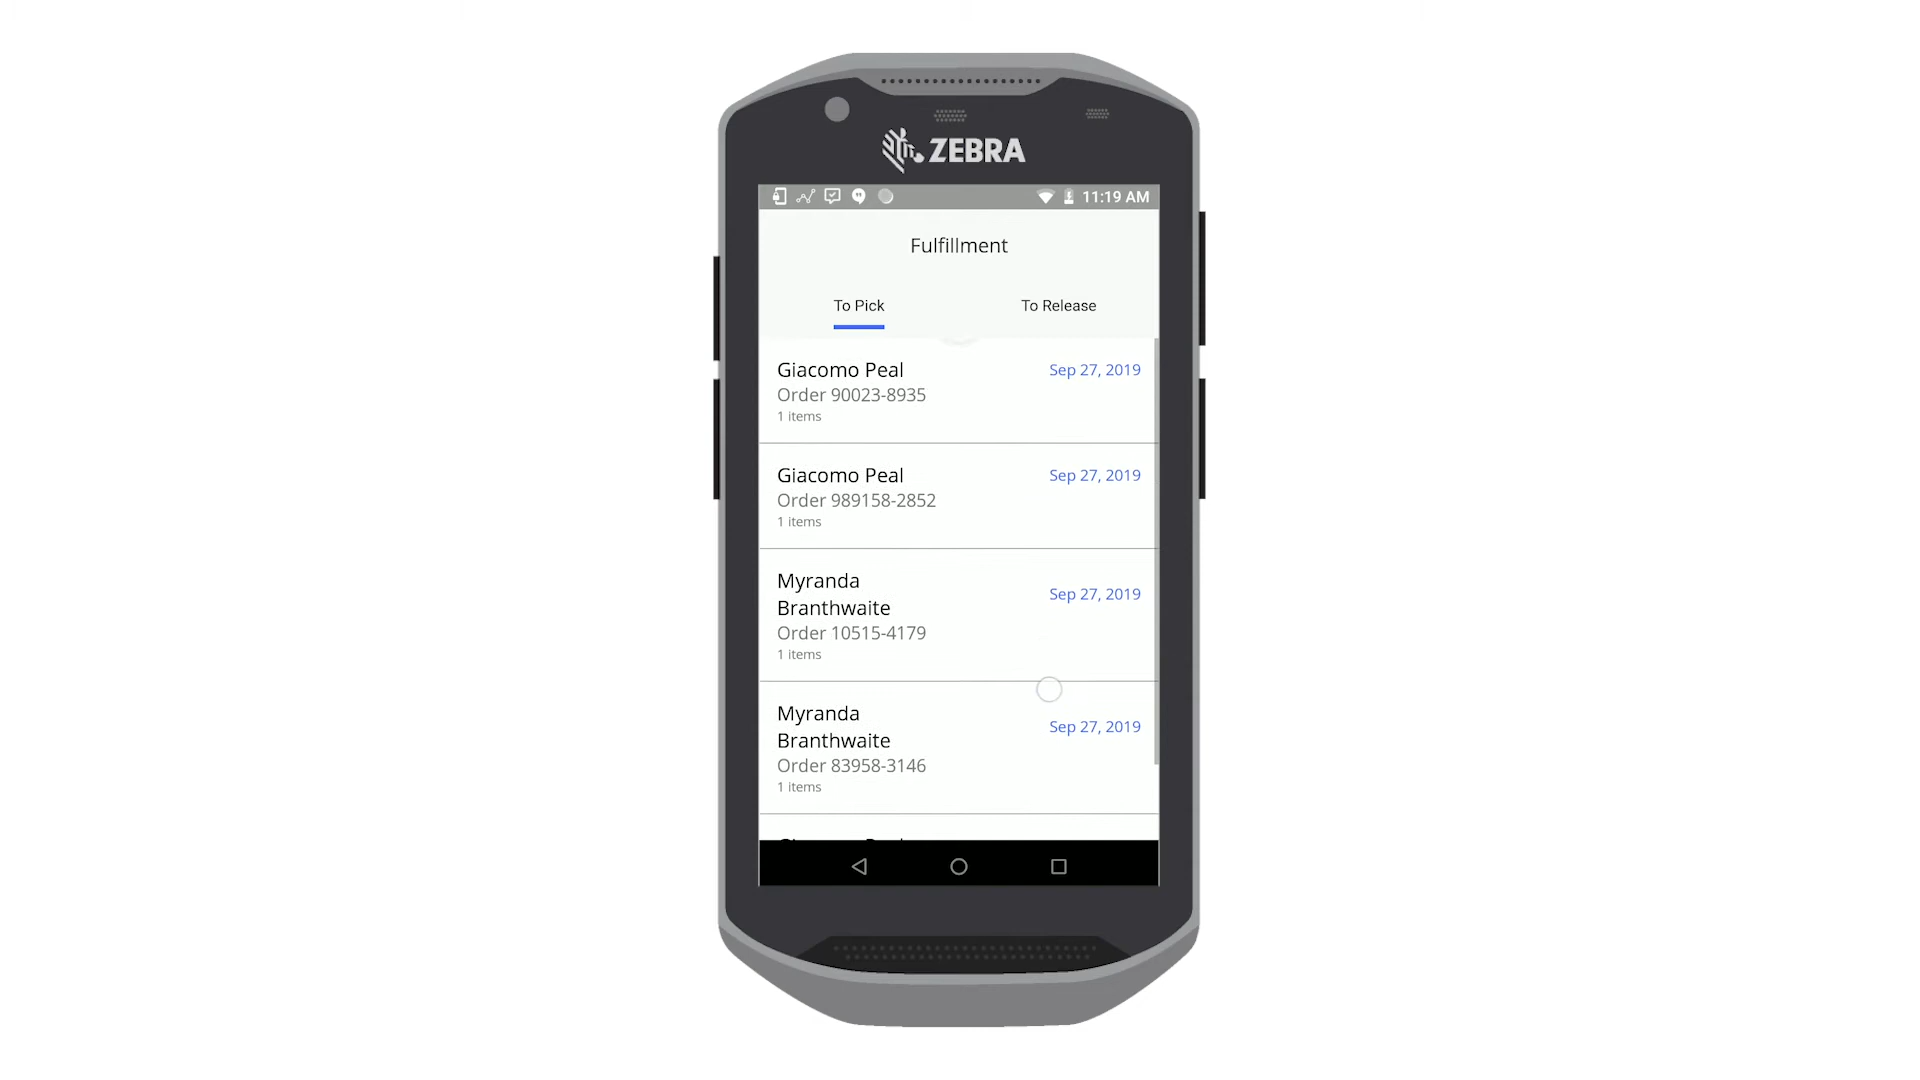 ZEBRA
11:19 AM
Fulfillment
To Pick
To Release
Giacomo Peal
Sep 27, 2019
Order 90023-8935
1 items
Giacomo Peal
Sep 27, 2019
Order 989158-2852
1 items
Myranda
Branthwaite
Sep 27, 2019
Order 10515-4179
1 items
Myranda
Branthwaite
Sep 27, 2019
Order 83958-3146
1 items